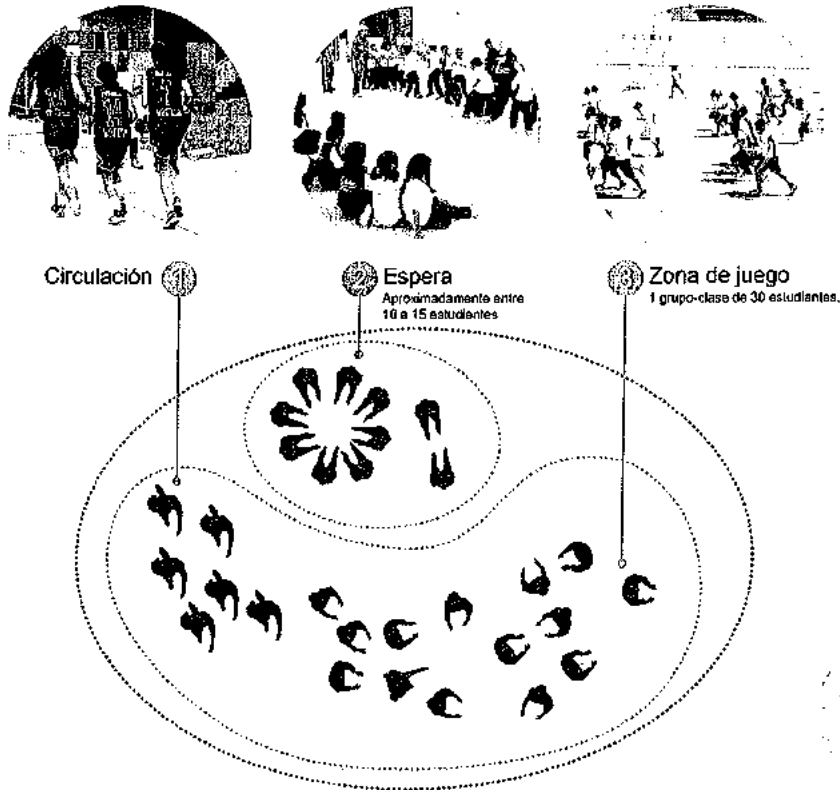 Circulación 1
2 Espera
Aproximadamente entre
10 a 15 estudiantes
3 Zona de juego
1 grupo-clase de 30 estudiantes.